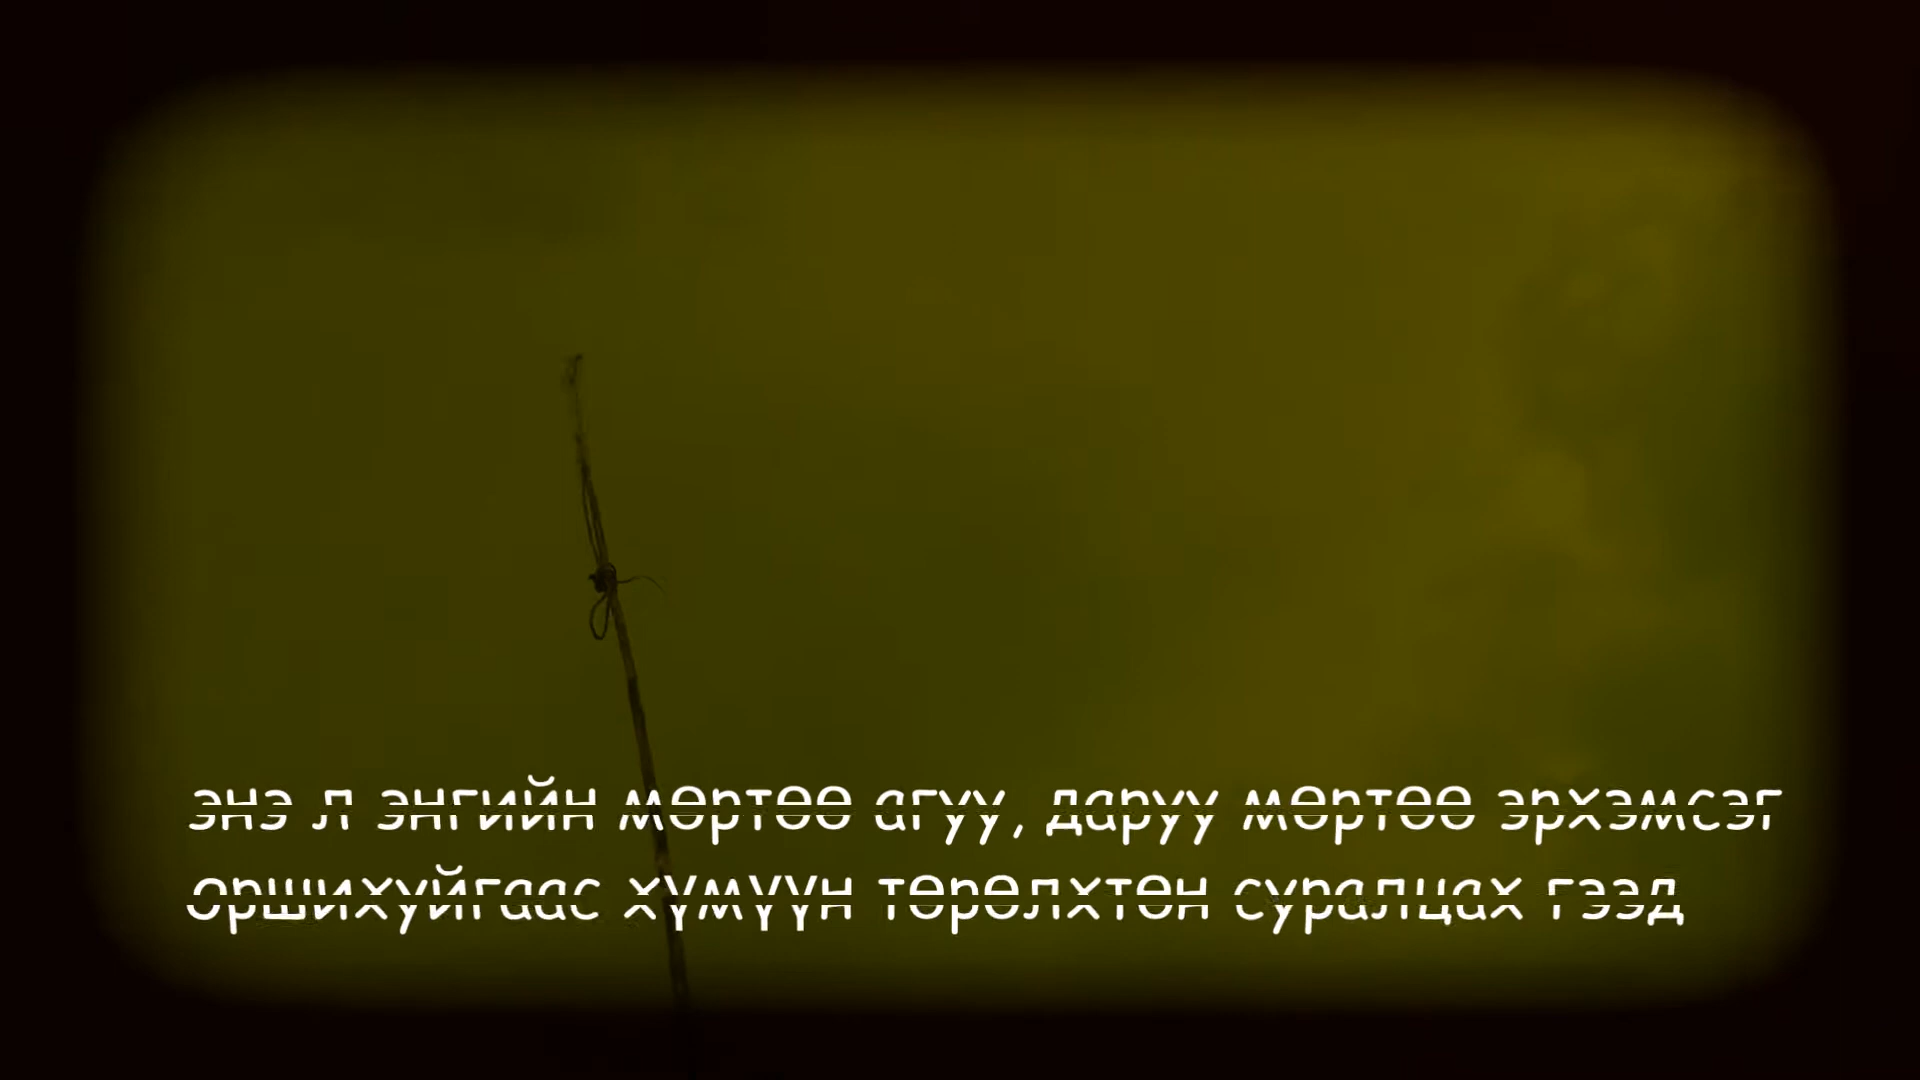 энэ л энгийн мөртөө агуу, даруу мөртөө эрхэмсэг
оршихуйгаас хүмүүн төрөлхтөн суралцах гээд